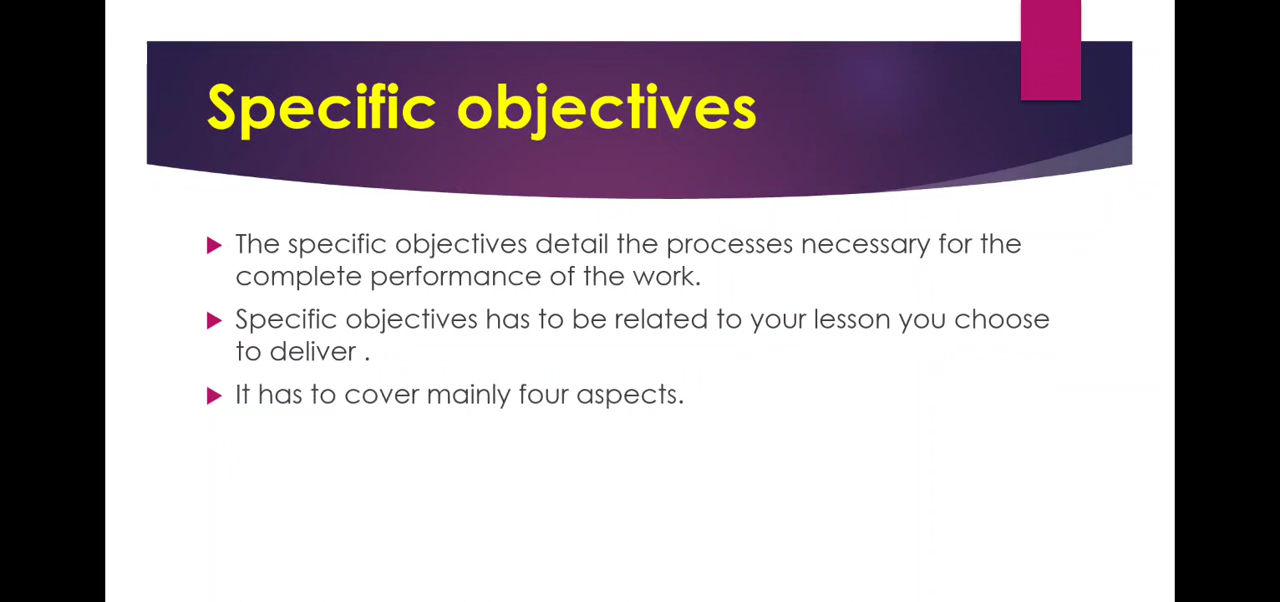 Specific objectives
The specific objectives detail the processes necessary for the
complete performance of the work.
Specific objectives has to be related to your lesson you choose
to deliver .
It has to cover mainly four aspects.